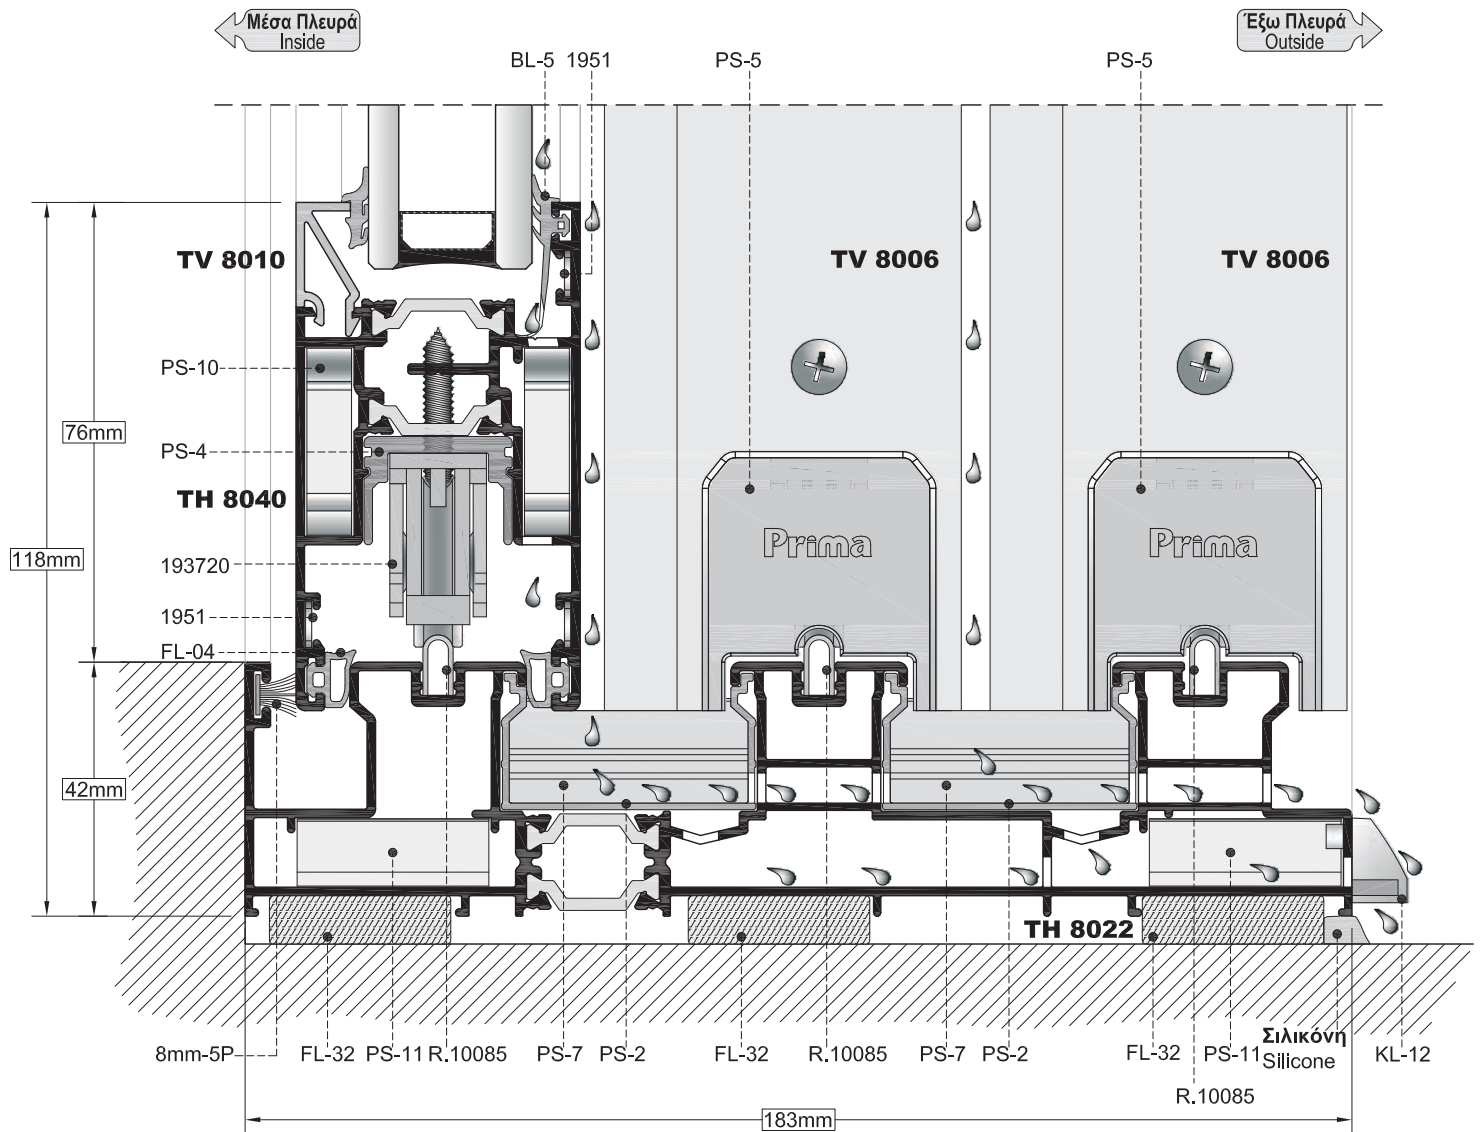 Μέσα Πλευρά
Inside
Έξω Πλευρά
Outside
BL-5 1951 PS-5 PS-5
TV 8010 TV 8006 TV 8006
PS-10
76mm
PS-4
TH 8040
Prima Prima
118mm
193720
1951
FL-04
42mm
TH 8022
8mm-5P FL-32 PS-11 R.10085 PS-7 PS-2 FL-32 R.10085 PS-7 PS-2 FL-32 PS-11 Σιλικόνη KL-12
Silicone
R.10085
183mm